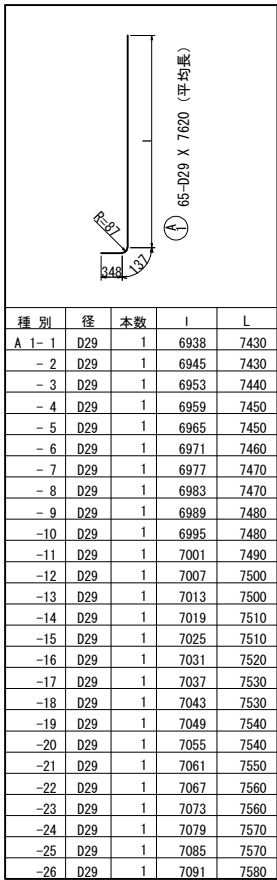 l
A1 65-D29 X 7620 (平均長)
R=87
348 137
種 別 径 本数 l L
A 1- 1 D29 1 6938 7430
- 2 D29 1 6945 7430
- 3 D29 1 6953 7440
- 4 D29 1 6959 7450
- 5 D29 1 6965 7450
- 6 D29 1 6971 7460
- 7 D29 1 6977 7470
- 8 D29 1 6983 7470
- 9 D29 1 6989 7480
-10 D29 1 6995 7480
-11 D29 1 7001 7490
-12 D29 1 7007 7500
-13 D29 1 7013 7500
-14 D29 1 7019 7510
-15 D29 1 7025 7510
-16 D29 1 7031 7520
-17 D29 1 7037 7530
-18 D29 1 7043 7530
-19 D29 1 7049 7540
-20 D29 1 7055 7540
-21 D29 1 7061 7550
-22 D29 1 7067 7560
-23 D29 1 7073 7560
-24 D29 1 7079 7570
-25 D29 1 7085 7570
-26 D29 1 7091 7580